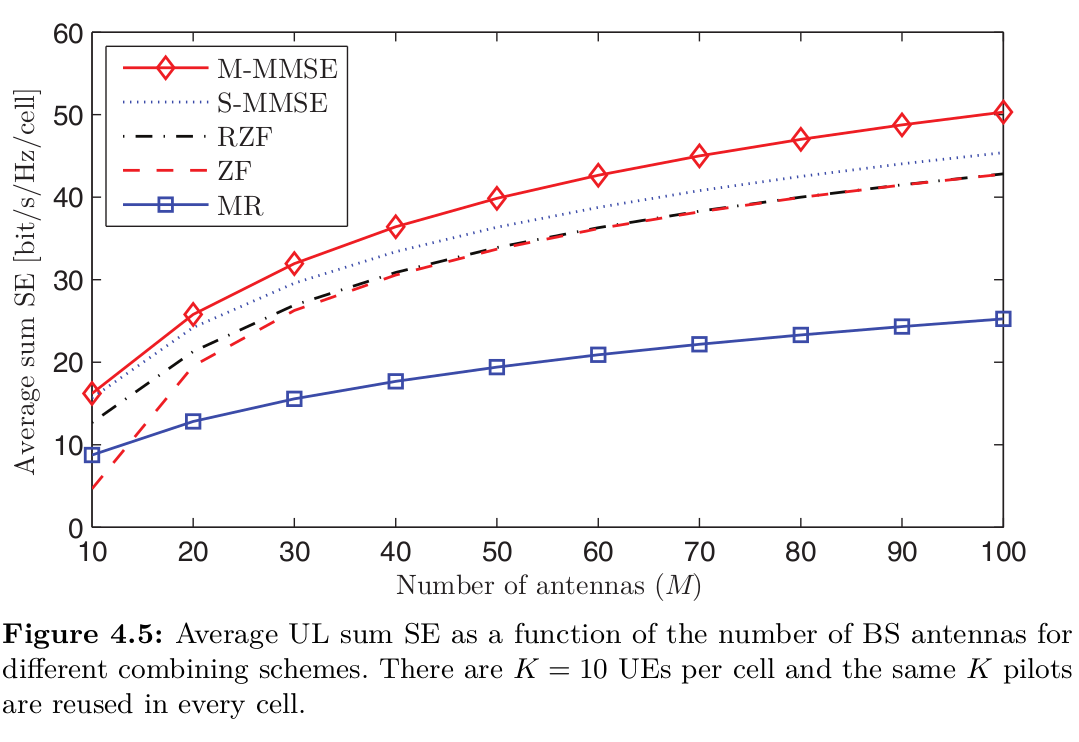 60
50
40
30
20
10
0
Average sum SE [bit/s/Hz/cell]
M-MMSE
S-MMSE
RZF
ZF
MR
10 20 30 40 50 60 70 80 90 100
Number of antennas (M)
Figure 4.5: Average UL sum SE as a function of the number of BS antennas for
different combining schemes. There are K = 10 UEs per cell and the same K pilots
are reused in every cell.